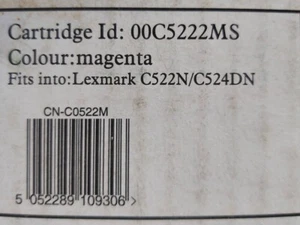 Cartridge Id: 00C5222MS
Colour:magenta
Fits into:Lexmark C522N/C524DN
CN-C0522M
5 052289 109306 >